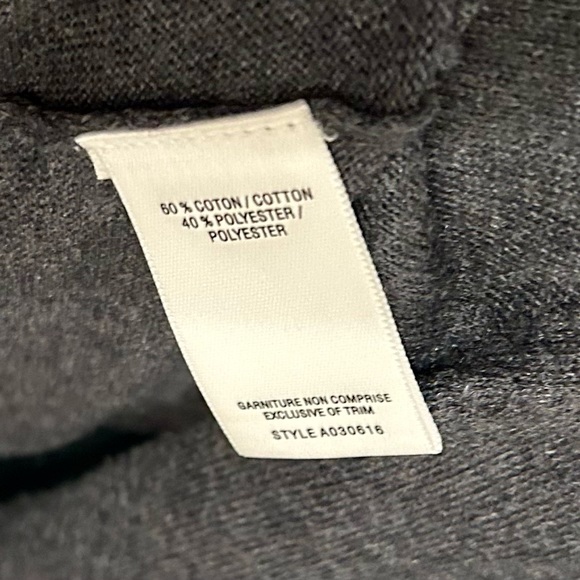 60 % COTON / COTTON
40 % POLYESTER /
POLYESTER
GARNITURE NON COMPRISE
EXCLUSIVE OF TRIM
STYLE A030616